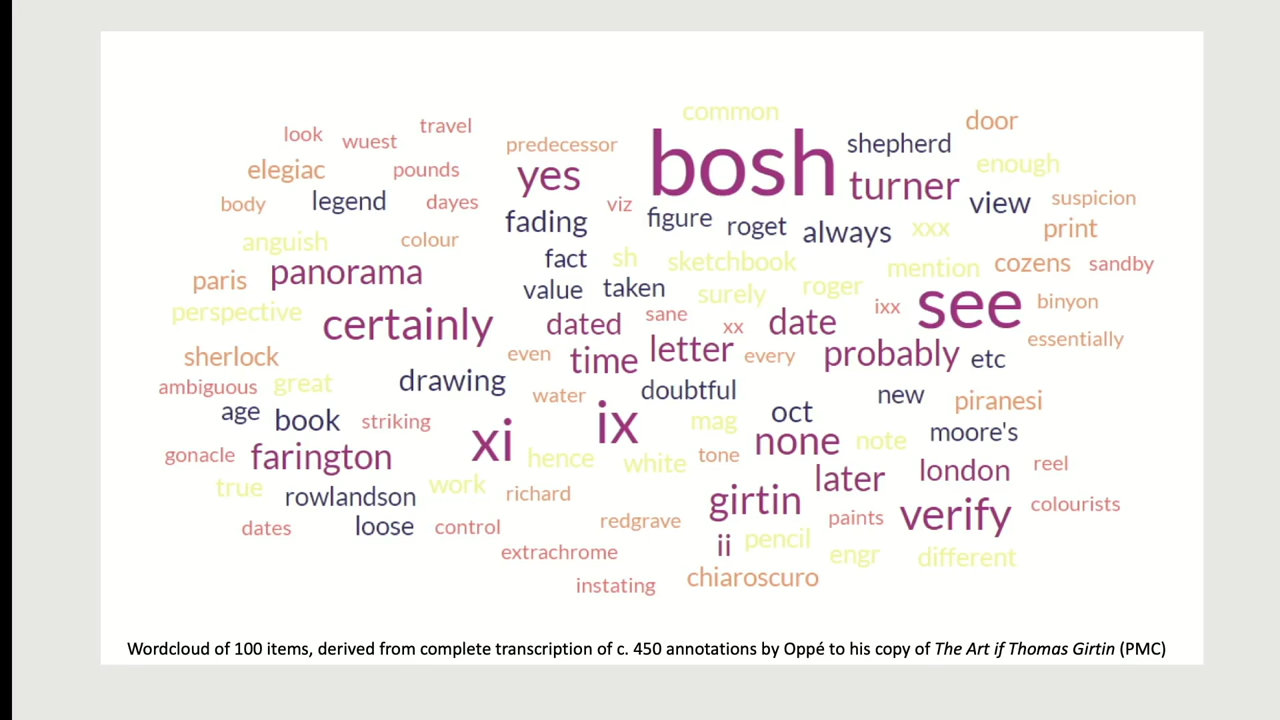 common
door
travel
look
wuest
predecessor
bosh
shepherd
enough
elegiac
pounds
yes
turner
body
legend
dayes
viz
view
suspicion
fading
figure
roget
always
xxx
print
anguish
colour
fact
sh
sketchbook
mention
cozens
sandby
paris
panorama
value
taken
surely
roger
see
binyon
perspective
certainly
dated
sane
xx
date
ixx
essentially
sherlock
even
time
letter
every
probably
etc
ambiguous
great
drawing
water
doubtful
new
piranesi
age
book
striking
xi
ix
mag
oct
none
note
moore's
gonacle
farington
hence
white
tone
later
london
reel
true
rowlandson
work
richard
girtin
verify
colourists
dates
loose
control
redgrave
paints
extrachrome
ii
pencil
engr
different
instating
chiaroscuro
Wordcloud of 100 items, derived from complete transcription of c. 450 annotations by Oppé to his copy of The Art if Thomas Girtin (PMC)